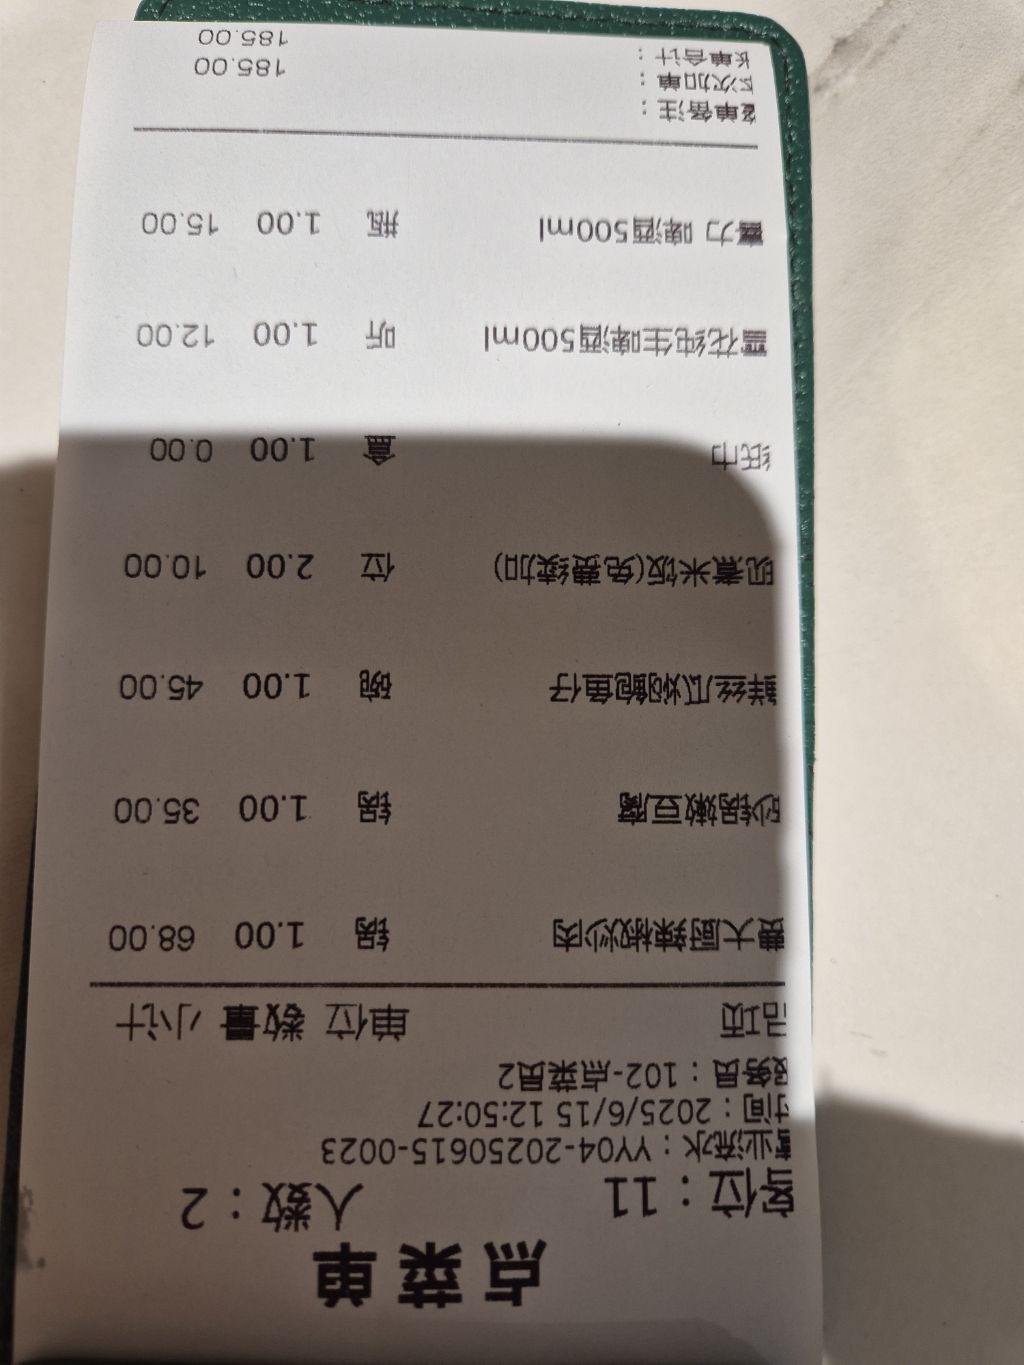 点菜单
客位：11 人数：2
营业流水：YY04-20250615-0023
时间：2025/6/15 12:50:27
服务员：102-点菜员2
品项 单位 数量 小计
费大厨辣椒炒肉 锅 1.00 68.00
砂锅嫩豆腐 锅 1.00 35.00
鲜丝瓜焖鲍鱼仔 碗 1.00 45.00
现煮米饭(免费续加) 位 2.00 10.00
纸巾 盒 1.00 0.00
雪花纯生啤酒500ml 听 1.00 12.00
喜力 啤酒500ml 瓶 1.00 15.00
单备注：
次加单： 185.00
单合计： 185.00